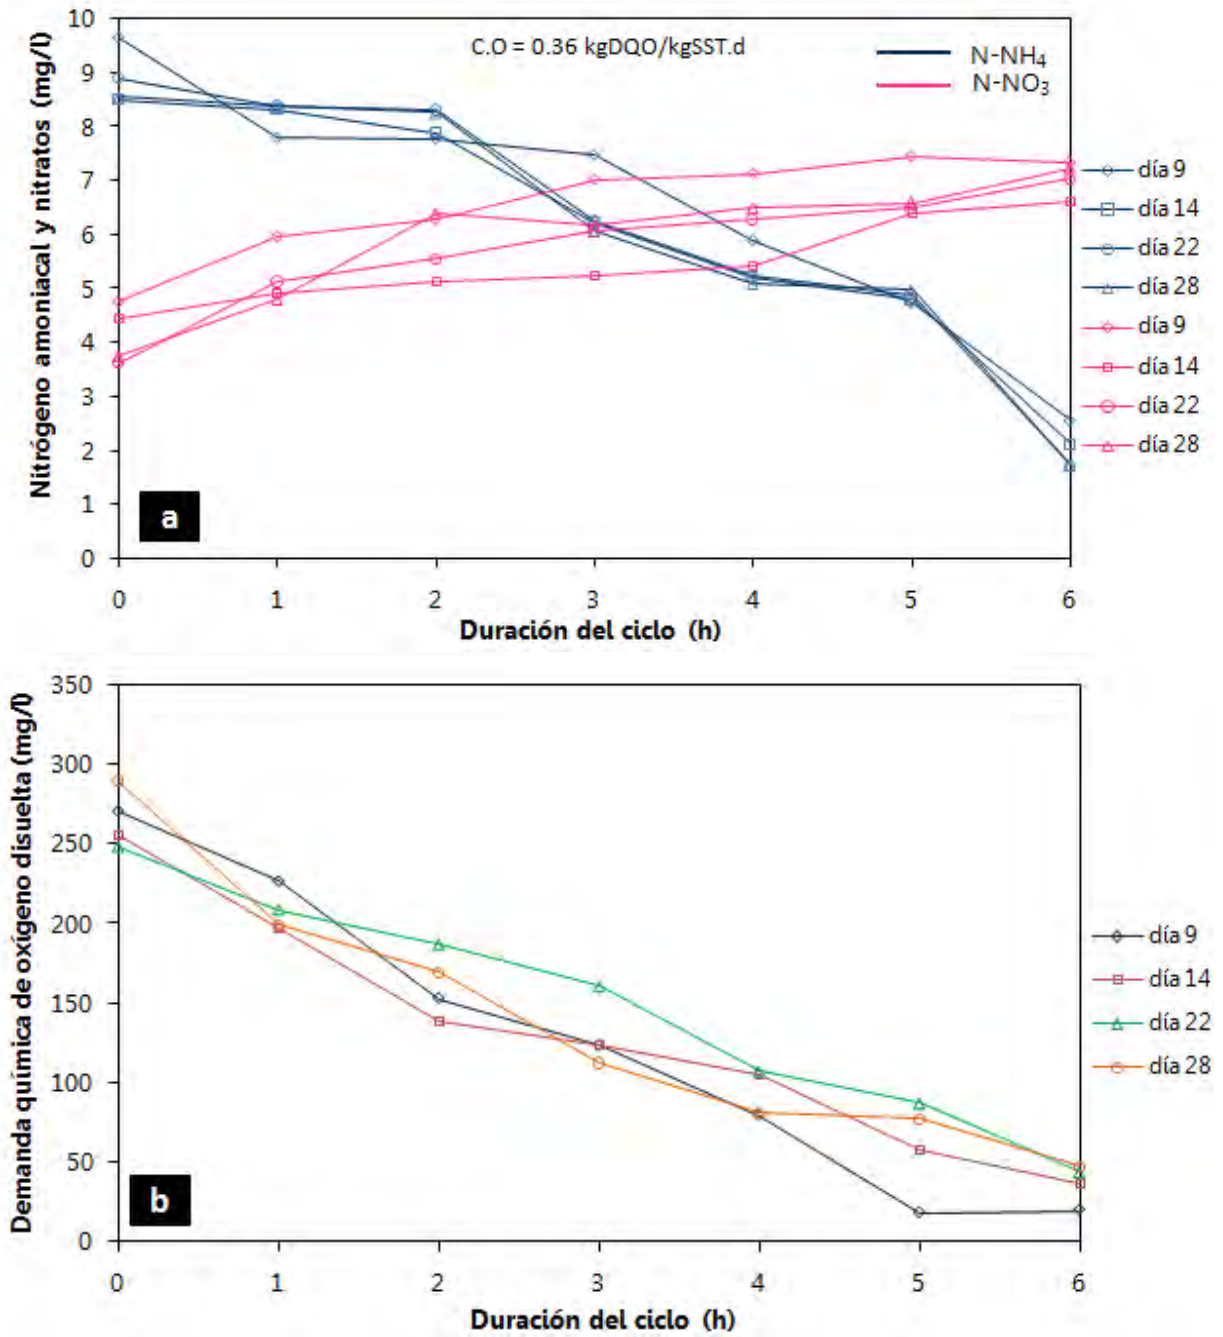 Nitrógeno amoniacal y nitratos (mg/l)
10
9
8
7
6
5
4
3
2
1
0
C.O = 0.36 kgDQO/kgSST.d
N-NH4
N-NO3
día 9
día 14
día 22
día 28
día 9
día 14
día 22
día 28
a
0 1 2 3 4 5 6
Duración del ciclo (h)
Demanda química de oxígeno disuelta (mg/l)
350
300
250
200
150
100
50
0
día 9
día 14
día 22
día 28
b
0 1 2 3 4 5 6
Duración del ciclo (h)